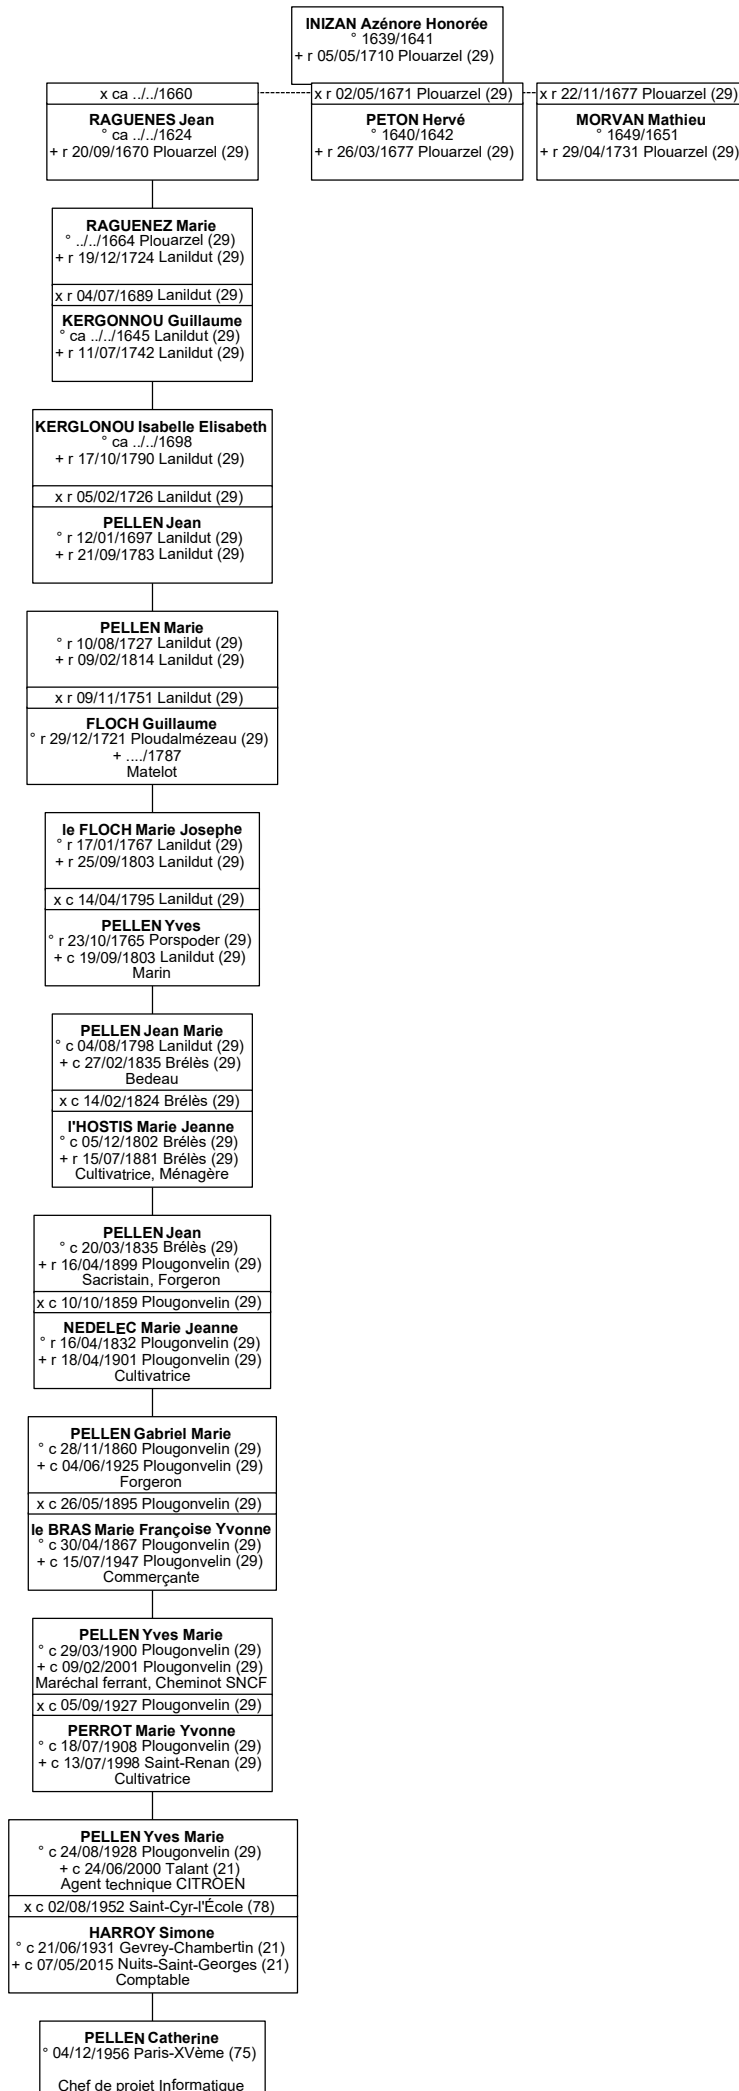 INIZAN Azénore Honorée
° 1639/1641
+ r 05/05/1710 Plouarzel (29)
x ca ../../1660
RAGUENES Jean
° ca ../../1624
+ r 20/09/1670 Plouarzel (29)
x r 02/05/1671 Plouarzel (29)
PETON Hervé
° 1640/1642
+ r 26/03/1677 Plouarzel (29)
x r 22/11/1677 Plouarzel (29)
MORVAN Mathieu
° 1649/1651
+ r 29/04/1731 Plouarzel (29)
RAGUENEZ Marie
° ../../1664 Plouarzel (29)
+ r 19/12/1724 Lanildut (29)
x r 04/07/1689 Lanildut (29)
KERGONNOU Guillaume
° ca ../../1645 Lanildut (29)
+ r 11/07/1742 Lanildut (29)
KERGLONOU Isabelle Elisabeth
° ca ../../1698
+ r 17/10/1790 Lanildut (29)
x r 05/02/1726 Lanildut (29)
PELLEN Jean
° r 12/01/1697 Lanildut (29)
+ r 21/09/1783 Lanildut (29)
PELLEN Marie
° r 10/08/1727 Lanildut (29)
+ r 09/02/1814 Lanildut (29)
x r 09/11/1751 Lanildut (29)
FLOCH Guillaume
° r 29/12/1721 Ploudalmézeau (29)
+ ..../1787
Matelot
le FLOCH Marie Josephe
° r 17/01/1767 Lanildut (29)
+ r 25/09/1803 Lanildut (29)
x c 14/04/1795 Lanildut (29)
PELLEN Yves
° r 23/10/1765 Porspoder (29)
+ c 19/09/1803 Lanildut (29)
Marin
PELLEN Jean Marie
° c 04/08/1798 Lanildut (29)
+ c 27/02/1835 Brélès (29)
Bedeau
x c 14/02/1824 Brélès (29)
l'HOSTIS Marie Jeanne
° c 05/12/1802 Brélès (29)
+ r 15/07/1881 Brélès (29)
Cultivatrice, Ménagère
PELLEN Jean
° c 20/03/1835 Brélès (29)
+ r 16/04/1899 Plougonvelin (29)
Sacristain, Forgeron
x c 10/10/1859 Plougonvelin (29)
NEDELEC Marie Jeanne
° r 16/04/1832 Plougonvelin (29)
+ r 18/04/1901 Plougonvelin (29)
Cultivatrice
PELLEN Gabriel Marie
° c 28/11/1860 Plougonvelin (29)
+ c 04/06/1925 Plougonvelin (29)
Forgeron
x c 26/05/1895 Plougonvelin (29)
le BRAS Marie Françoise Yvonne
° c 30/04/1867 Plougonvelin (29)
+ c 15/07/1947 Plougonvelin (29)
Commerçante
PELLEN Yves Marie
° c 29/03/1900 Plougonvelin (29)
+ c 09/02/2001 Plougonvelin (29)
Maréchal ferrant, Cheminot SNCF
x c 05/09/1927 Plougonvelin (29)
PERROT Marie Yvonne
° c 18/07/1908 Plougonvelin (29)
+ c 13/07/1998 Saint-Renan (29)
Cultivatrice
PELLEN Yves Marie
° c 24/08/1928 Plougonvelin (29)
+ c 24/06/2000 Talant (21)
Agent technique CITROEN
x c 02/08/1952 Saint-Cyr-l'École (78)
HARROY Simone
° c 21/06/1931 Gevrey-Chambertin (21)
+ c 07/05/2015 Nuits-Saint-Georges (21)
Comptable
PELLEN Catherine
° 04/12/1956 Paris-XVème (75)
Chef de projet Informatique